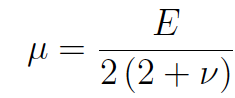 μ = E / 2 (2 + ν)